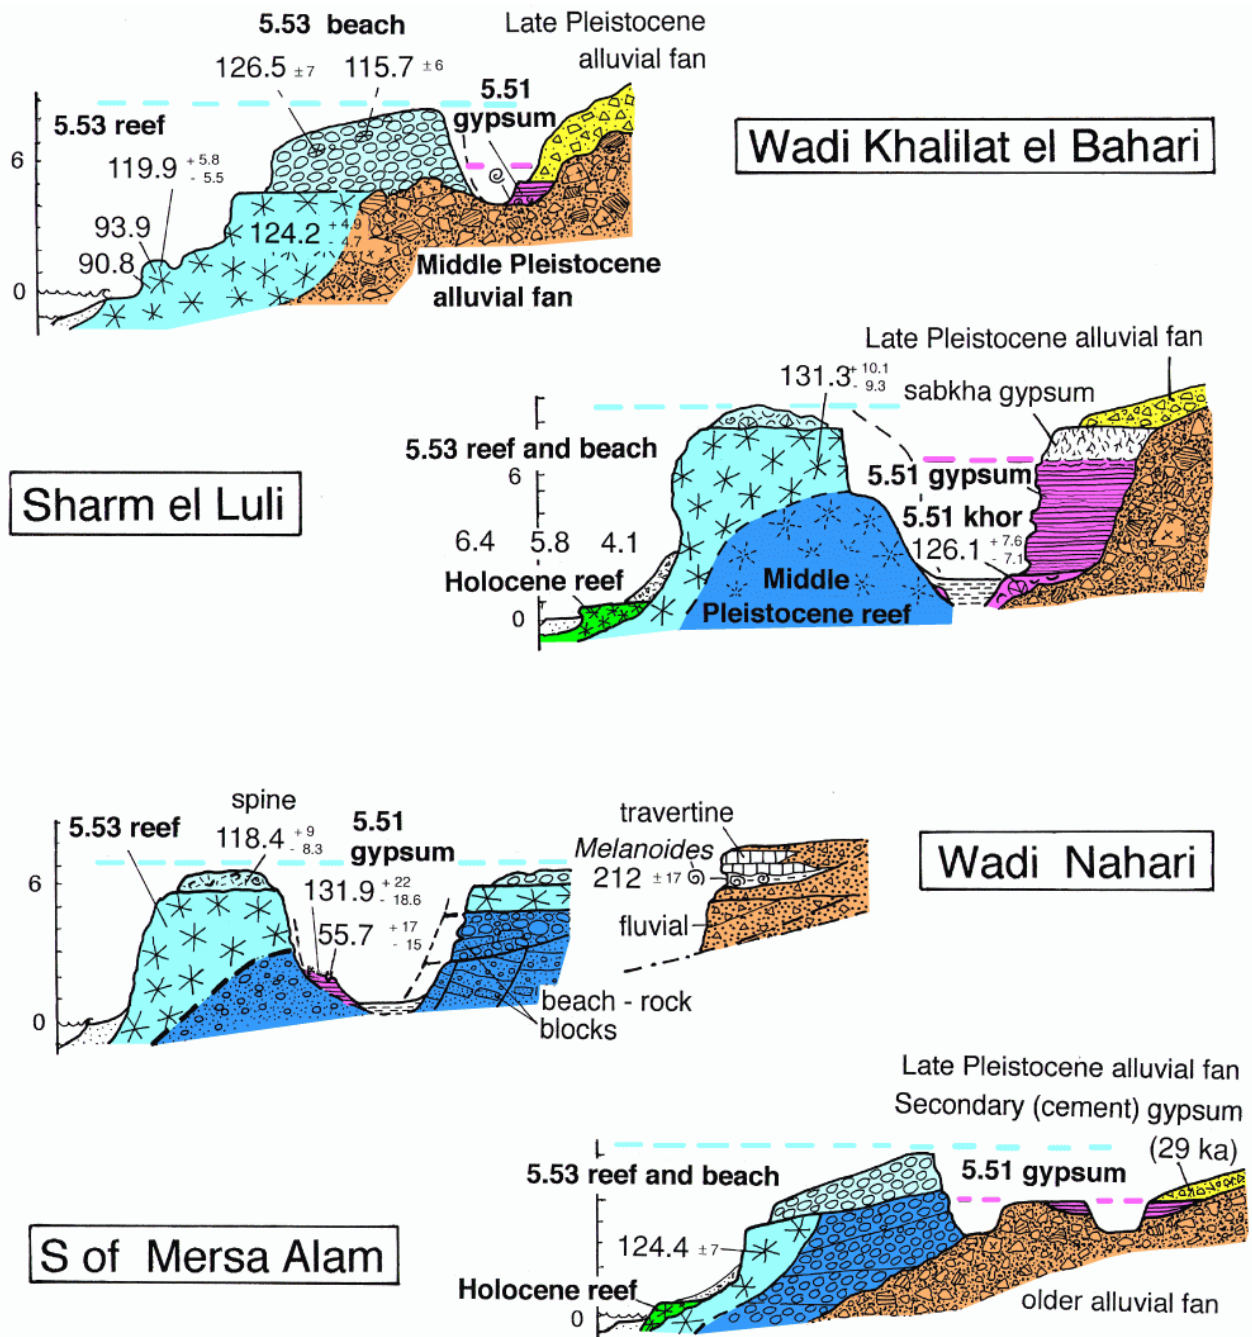 5.53 beach
126.5 ±7
115.7 ±6
Late Pleistocene
alluvial fan
5.51
gypsum
5.53 reef
119.9 + 5.8
- 5.5
93.9
90.8
124.2 + 4.9
- 4.7
6
0
Middle Pleistocene
alluvial fan
Wadi Khalilat el Bahari
Late Pleistocene alluvial fan
131.3 + 10.1
- 9.3
sabkha gypsum
5.53 reef and beach
5.51 gypsum
5.51 khor
126.1 + 7.6
- 7.1
6
6.4 5.8 4.1
Holocene reef
0
Middle
Pleistocene reef
Sharm el Luli
spine
5.53 reef
118.4 + 9
- 8.3
5.51
gypsum
131.9 + 22
- 18.6
55.7 + 17
- 15
6
0
beach - rock
blocks
travertine
Melanoides
212 ±17
fluvial
Wadi Nahari
Late Pleistocene alluvial fan
Secondary (cement) gypsum
(29 ka)
5.53 reef and beach
5.51 gypsum
124.4 ±7
Holocene reef
0
older alluvial fan
S of Mersa Alam